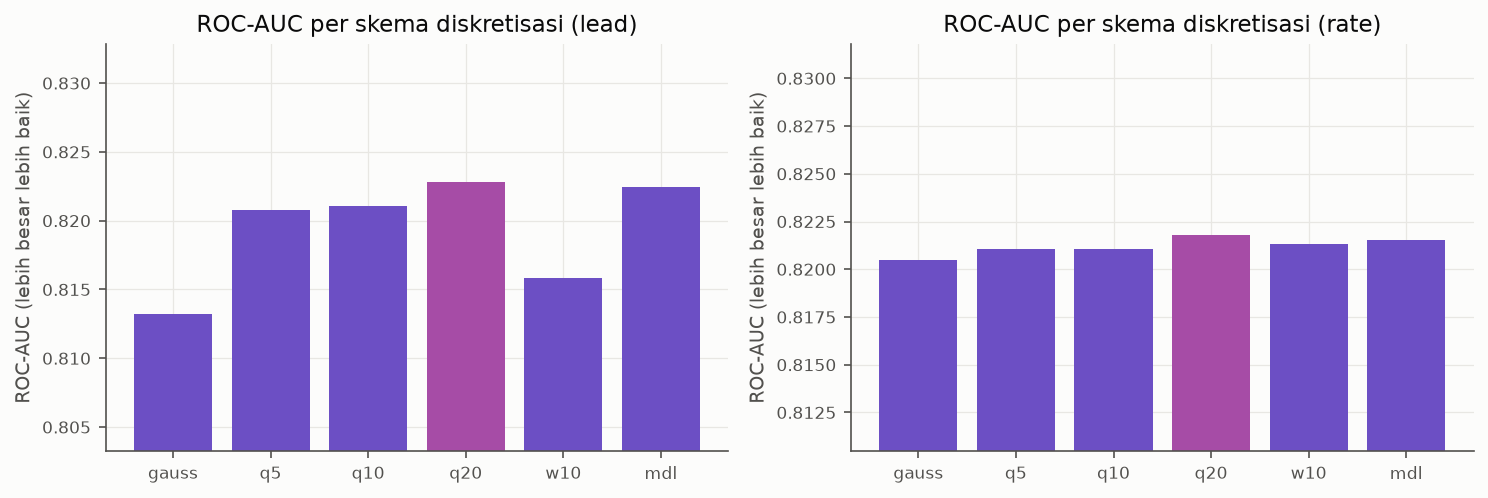 ROC-AUC per skema diskretisasi (lead)
ROC-AUC (lebih besar lebih baik)
0.830
0.825
0.820
0.815
0.810
0.805
gauss q5 q10 q20 w10 mdl
ROC-AUC per skema diskretisasi (rate)
ROC-AUC (lebih besar lebih baik)
0.8300
0.8275
0.8250
0.8225
0.8200
0.8175
0.8150
0.8125
gauss q5 q10 q20 w10 mdl